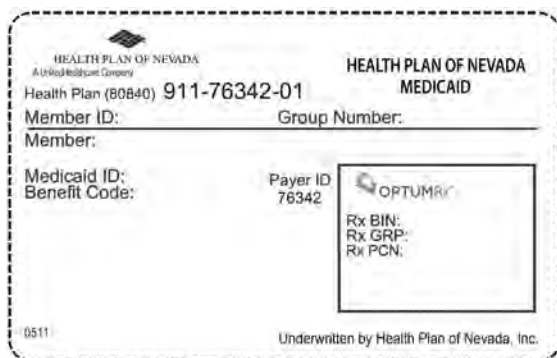 HEALTH PLAN OF NEVADA
A UnitedHealthcare Company
HEALTH PLAN OF NEVADA
MEDICAID
Health Plan (80840) 911-76342-01
Member ID: Group Number:
Member:
Medicaid ID:
Benefit Code:
Payer ID
76342
OPTUMRx
Rx BIN:
Rx GRP:
Rx PCN:
0511
Underwritten by Health Plan of Nevada, Inc.